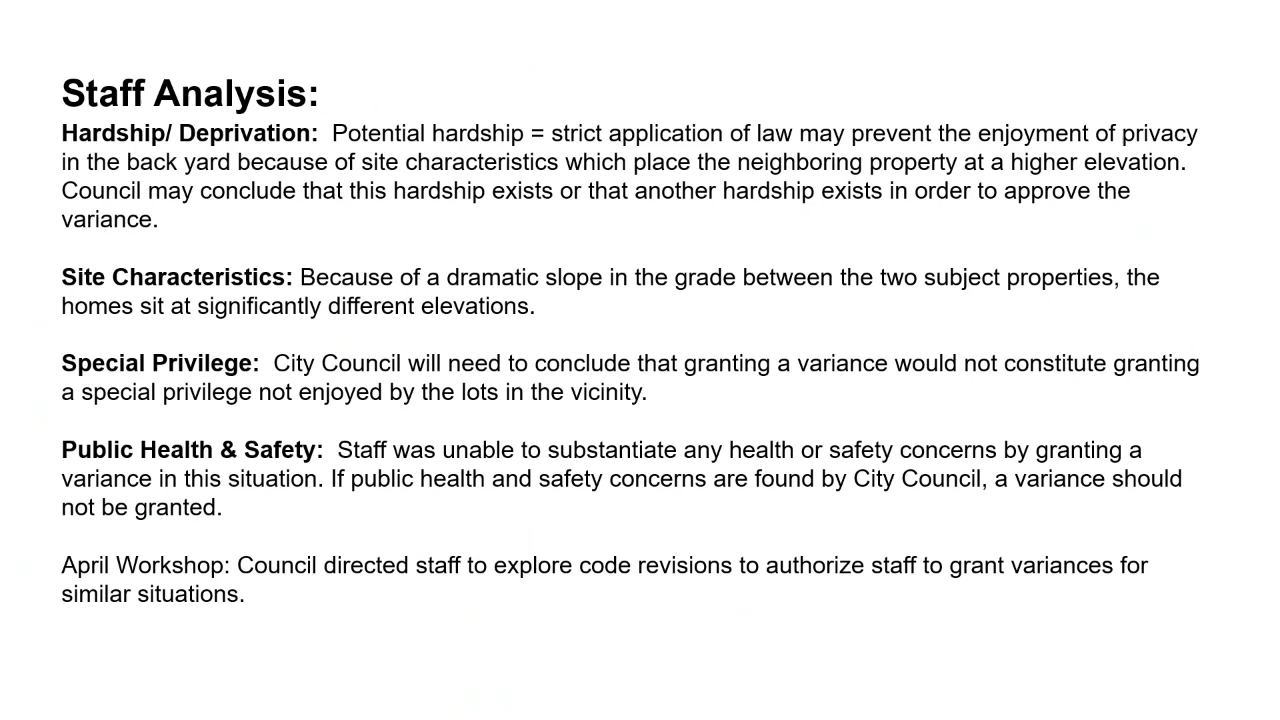 Staff Analysis:
Hardship/ Deprivation:  Potential hardship = strict application of law may prevent the enjoyment of privacy
in the back yard because of site characteristics which place the neighboring property at a higher elevation.
Council may conclude that this hardship exists or that another hardship exists in order to approve the
variance.
Site Characteristics: Because of a dramatic slope in the grade between the two subject properties, the
homes sit at significantly different elevations.
Special Privilege:  City Council will need to conclude that granting a variance would not constitute granting
a special privilege not enjoyed by the lots in the vicinity.
Public Health & Safety:  Staff was unable to substantiate any health or safety concerns by granting a
variance in this situation. If public health and safety concerns are found by City Council, a variance should
not be granted.
April Workshop: Council directed staff to explore code revisions to authorize staff to grant variances for
similar situations.